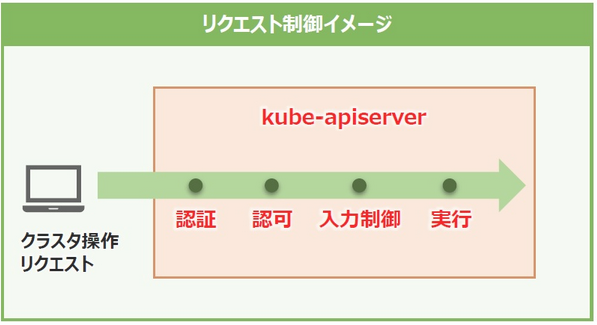 リクエスト制御イメージ
kube-apiserver
認証
認可
入力制御
実行
クラスタ操作
リクエスト